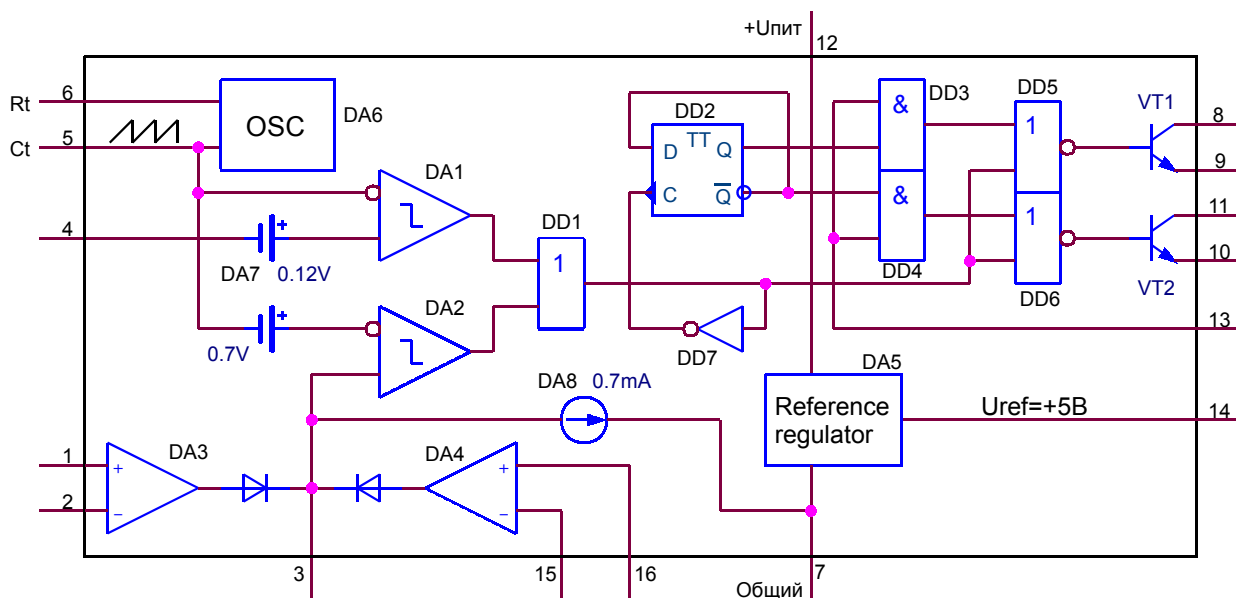 +Uпит
12
Rt
6
OSC
DA6
Ct
5
DD2
D
TT
Q
C
Q
&
DD3
&
DD4
DD5
1
1
DD6
VT1
8
9
11
10
VT2
DA1
4
DA7
0.12V
DD1
1
DA2
0.7V
DD7
13
DA8
0.7mA
DA5
Reference
regulator
Uref=+5В
14
1
+
DA3
2
−
DA4
+
−
3
15
16
Общий
7